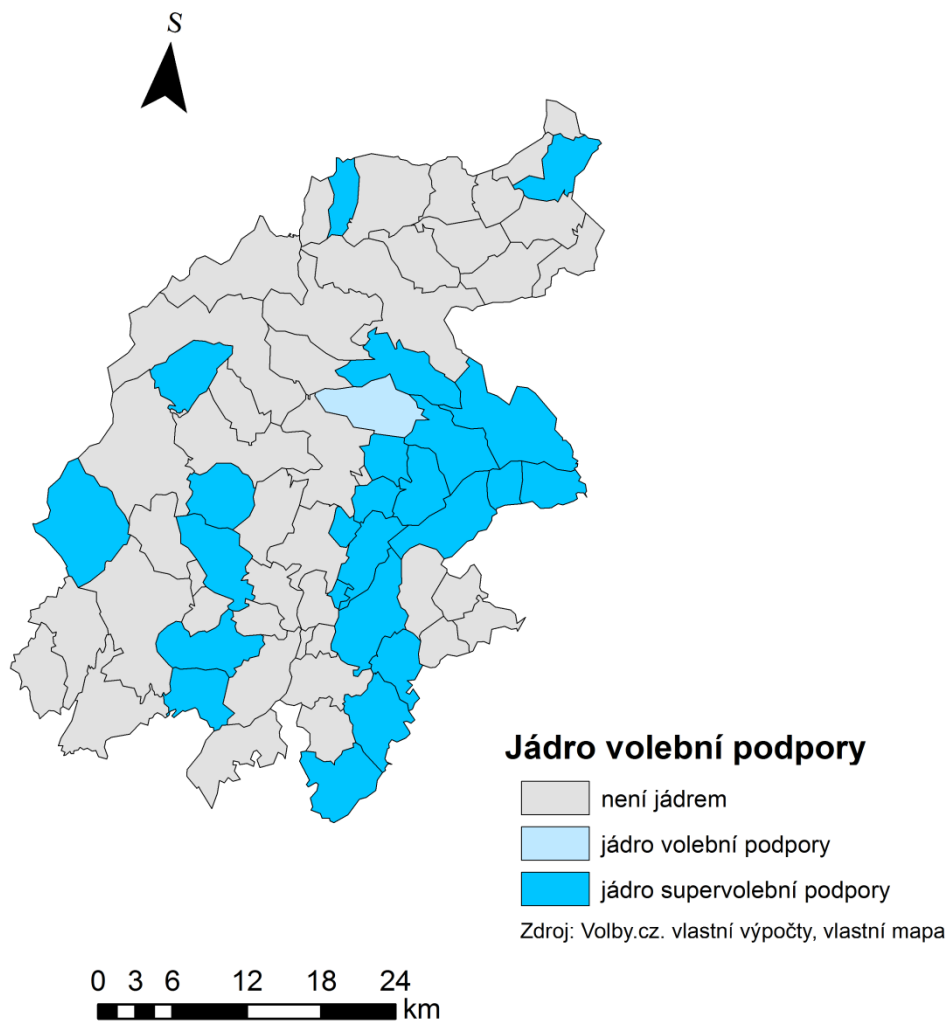 S
Jádro volební podpory
není jádrem
jádro volební podpory
jádro supervolební podpory
Zdroj: Volby.cz. vlastní výpočty, vlastní mapa
0 3 6 12 18 24
km